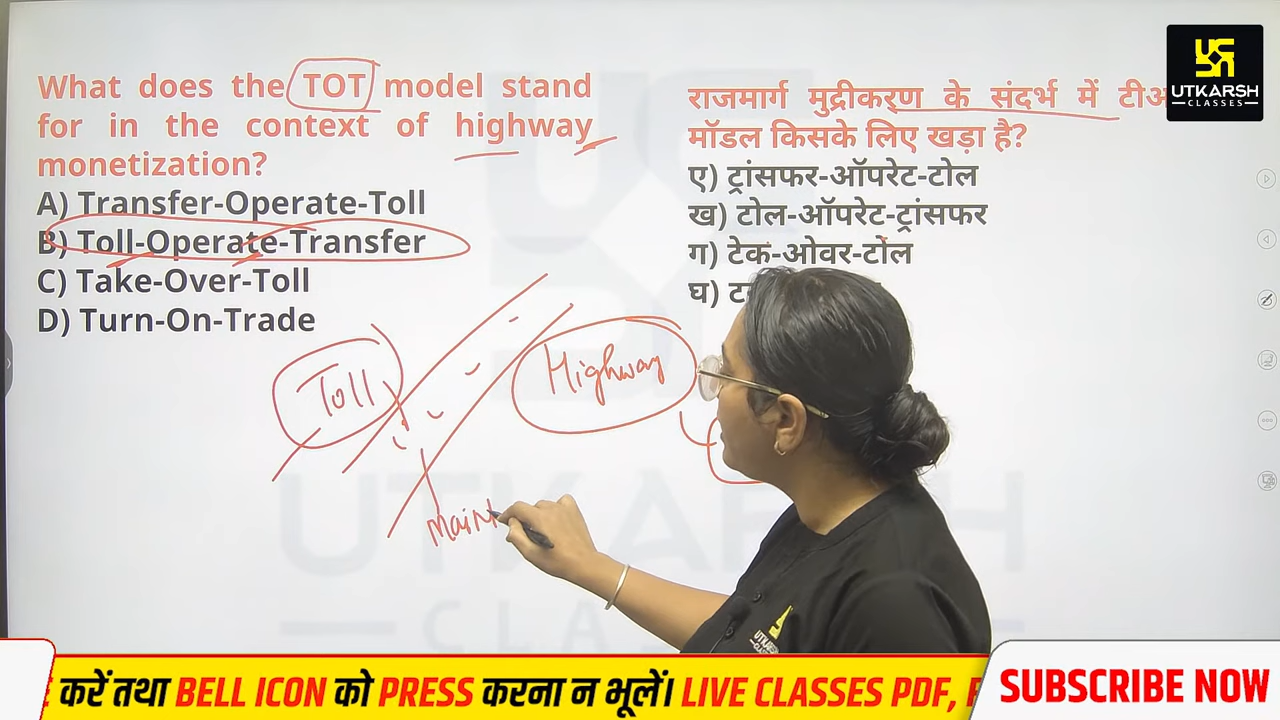 UTKARSH
CLASSES
What does the TOT model stand
for in the context of highway
monetization?
A) Transfer-Operate-Toll
B) Toll-Operate-Transfer
C) Take-Over-Toll
D) Turn-On-Trade
राजमार्ग मुद्रीकरण के संदर्भ में
मॉडल किसके लिए खड़ा है?
ए) ट्रांसफर-ऑपरेट-टोल
ख) टोल-ऑपरेट-ट्रांसफर
ग) टेक-ओवर-टोल
घ)
Toll
Highway
Maint
UTKARSH
करें तथा BELL ICON को PRESS करना न भूलें। LIVE CLASSES PDF,
SUBSCRIBE NOW